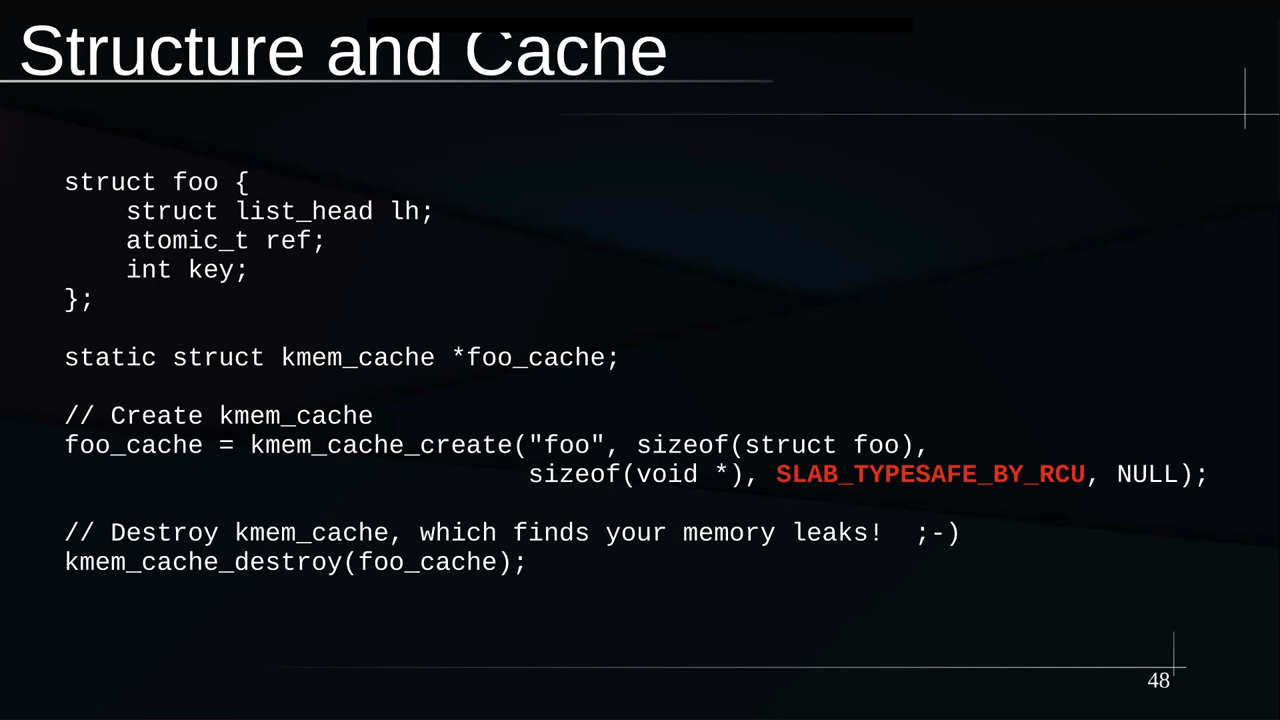 Structure and Cache
struct foo {
    struct list_head lh;
    atomic_t ref;
    int key;
};
static struct kmem_cache *foo_cache;
// Create kmem_cache
foo_cache = kmem_cache_create("foo", sizeof(struct foo),
                              sizeof(void *), SLAB_TYPESAFE_BY_RCU, NULL);
// Destroy kmem_cache, which finds your memory leaks!  ;-)
kmem_cache_destroy(foo_cache);
48